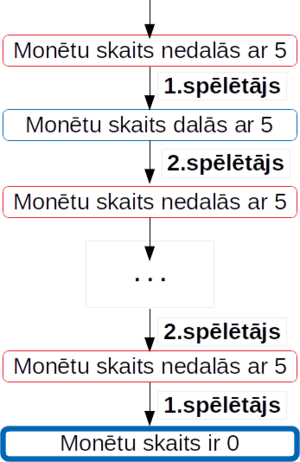 Monētu skaits nedalās ar 5
1.spēlētājs
Monētu skaits dalās ar 5
2.spēlētājs
Monētu skaits nedalās ar 5
...
2.spēlētājs
Monētu skaits nedalās ar 5
1.spēlētājs
Monētu skaits ir 0